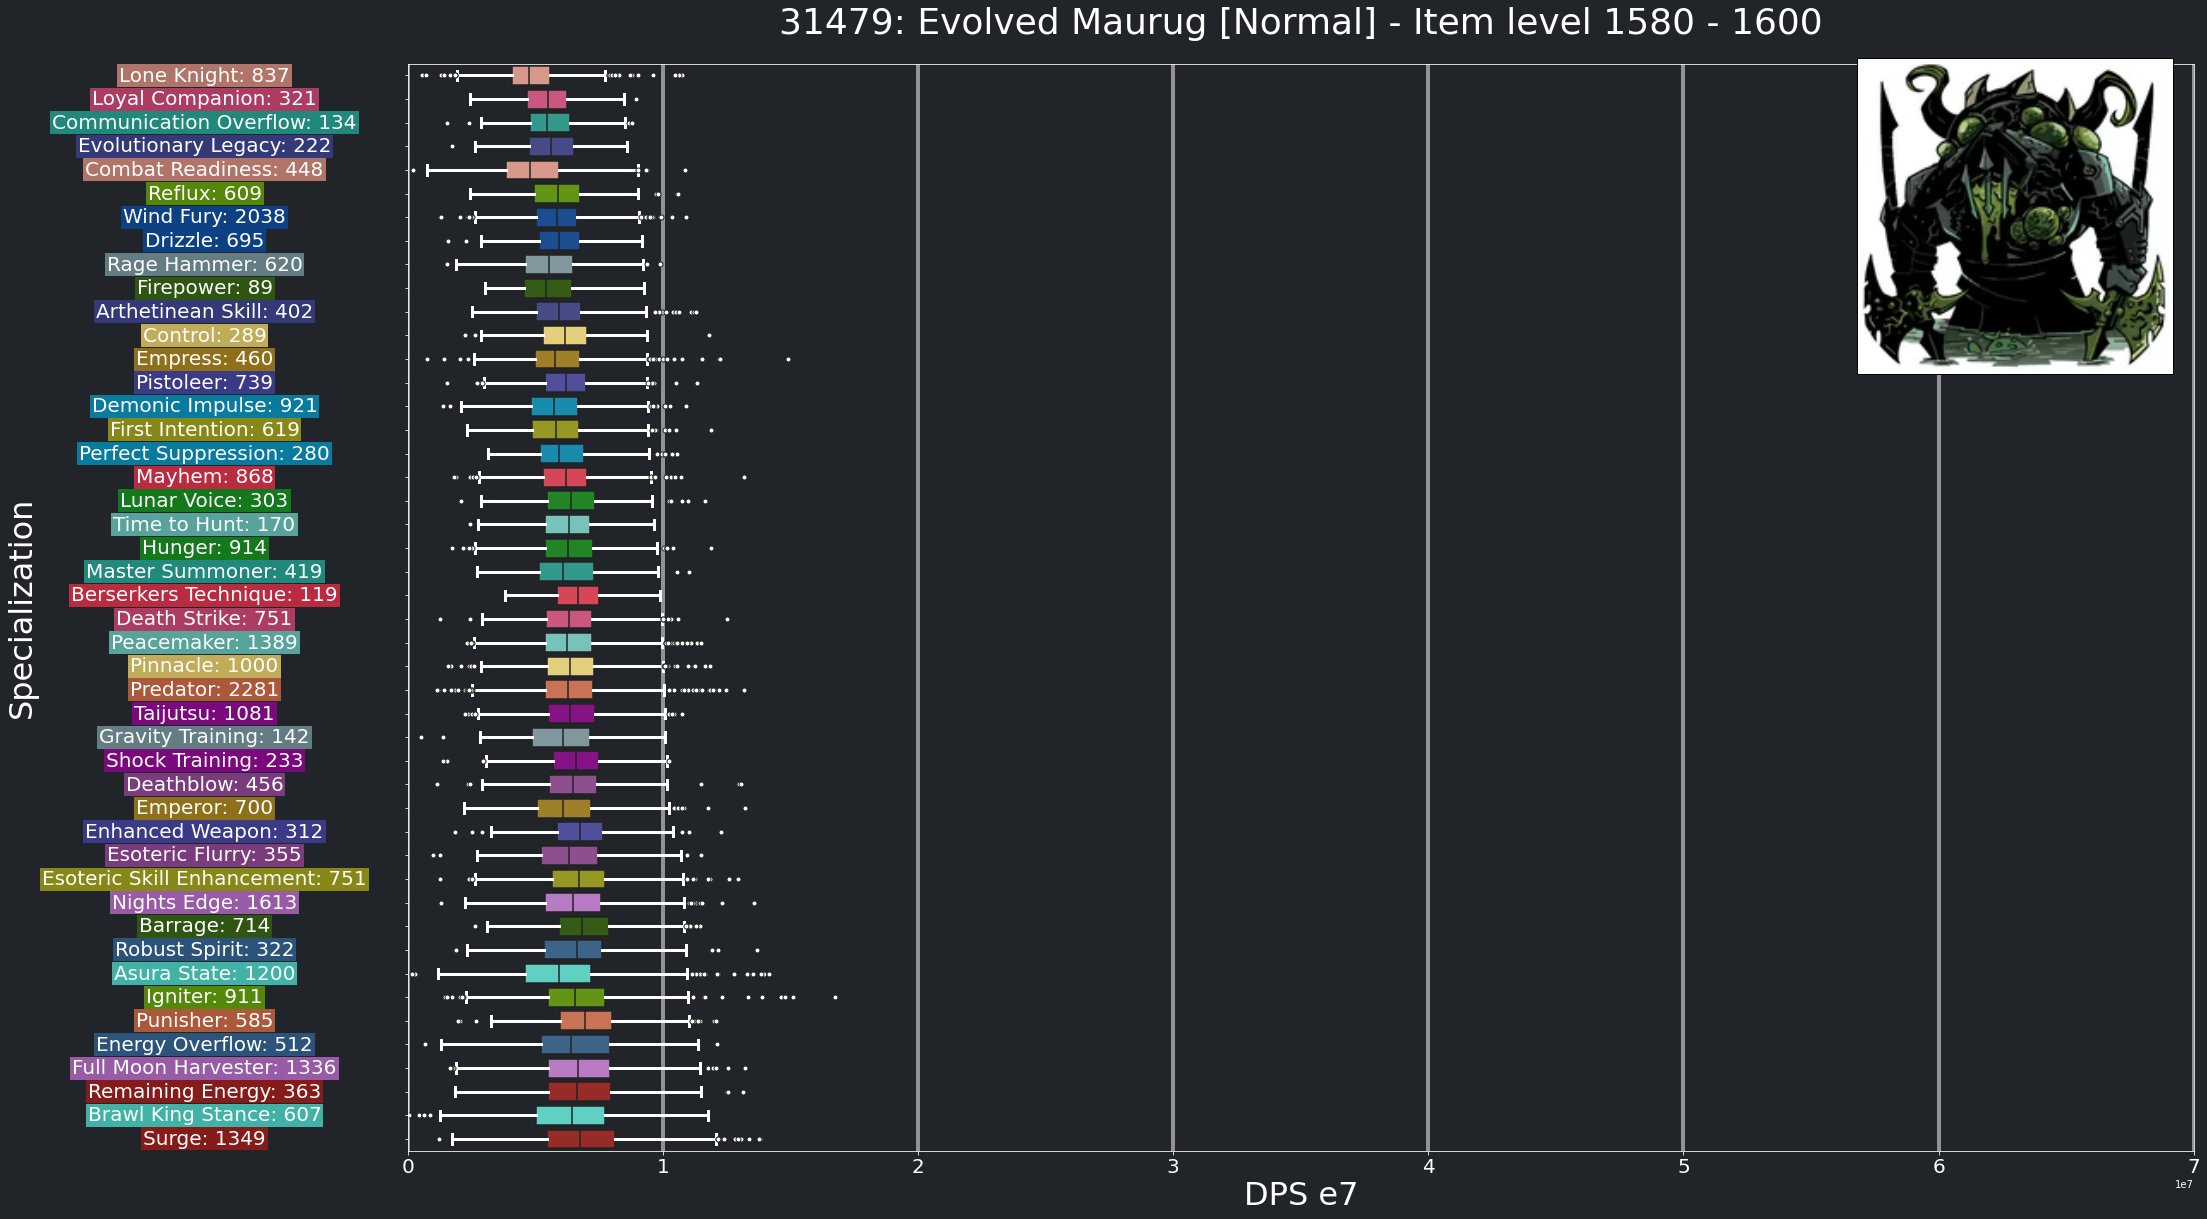 31479: Evolved Maurug [Normal] - Item level 1580 - 1600
Specialization
Lone Knight: 837
Loyal Companion: 321
Communication Overflow: 134
Evolutionary Legacy: 222
Combat Readiness: 448
Reflux: 609
Wind Fury: 2038
Drizzle: 695
Rage Hammer: 620
Firepower: 89
Arthetinean Skill: 402
Control: 289
Empress: 460
Pistoleer: 739
Demonic Impulse: 921
First Intention: 619
Perfect Suppression: 280
Mayhem: 868
Lunar Voice: 303
Time to Hunt: 170
Hunger: 914
Master Summoner: 419
Berserkers Technique: 119
Death Strike: 751
Peacemaker: 1389
Pinnacle: 1000
Predator: 2281
Taijutsu: 1081
Gravity Training: 142
Shock Training: 233
Deathblow: 456
Emperor: 700
Enhanced Weapon: 312
Esoteric Flurry: 355
Esoteric Skill Enhancement: 751
Nights Edge: 1613
Barrage: 714
Robust Spirit: 322
Asura State: 1200
Igniter: 911
Punisher: 585
Energy Overflow: 512
Full Moon Harvester: 1336
Remaining Energy: 363
Brawl King Stance: 607
Surge: 1349
0 1 2 3 4 5 6 7
1e7
DPS e7